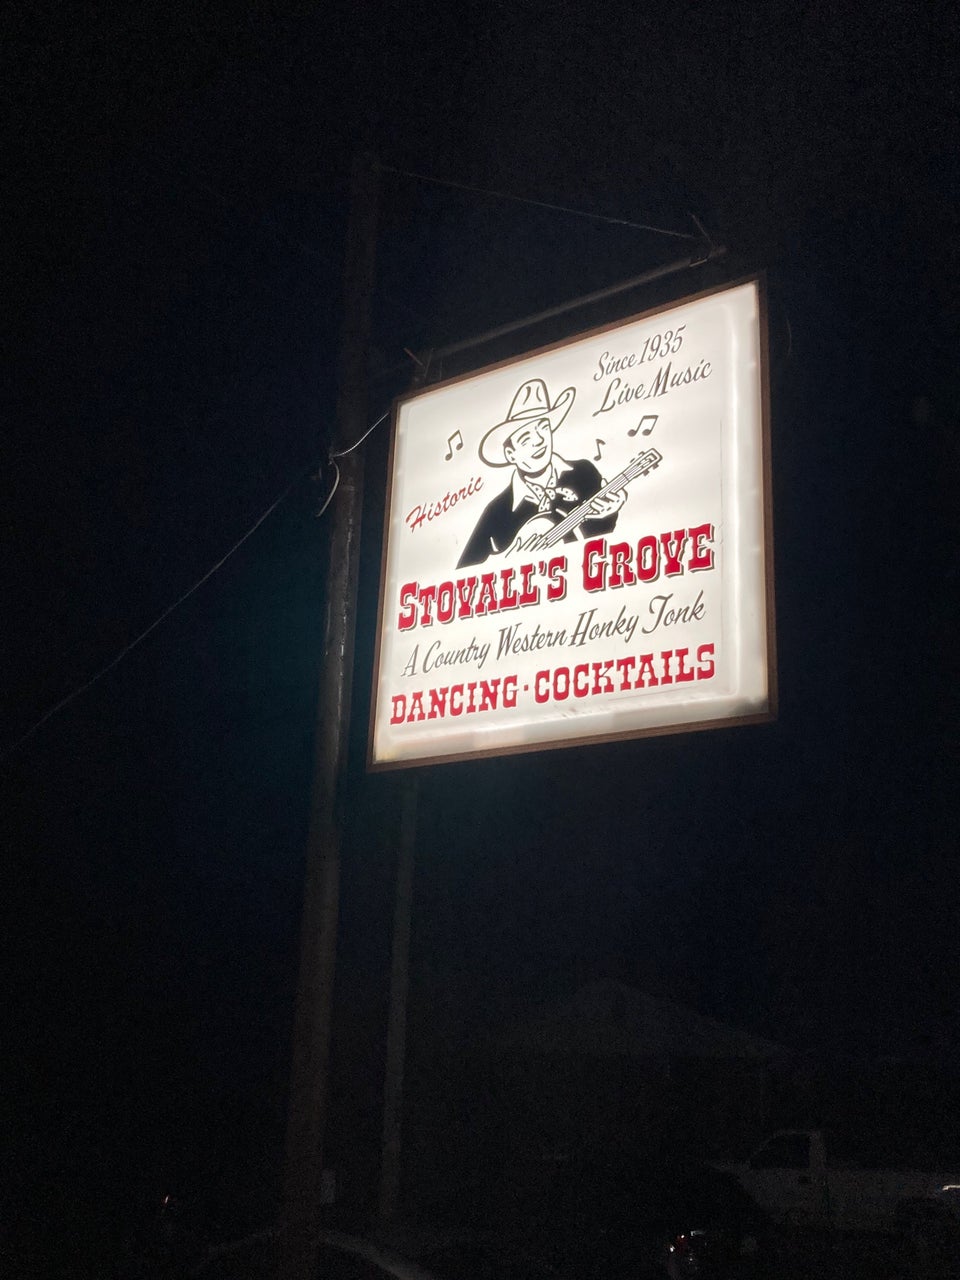 Since 1935
Live Music
Historic
STOVALL'S GROVE
A Country Western Honky Tonk
DANCING · COCKTAILS